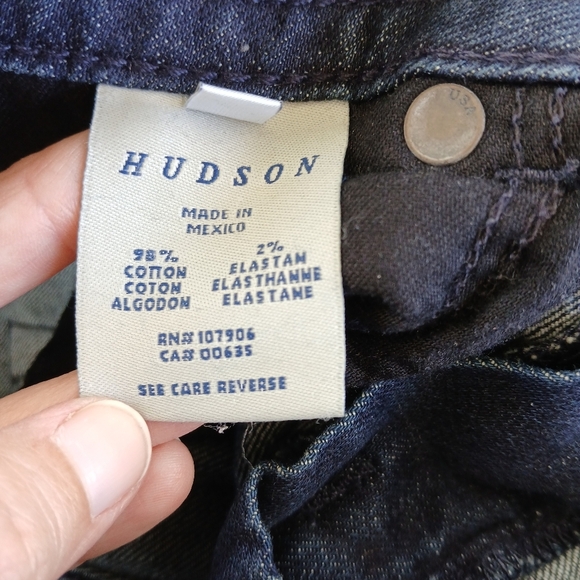 HUDSON
MADE IN
MEXICO
98%
COTTON
COTON
ALGODON
2%
ELASTAN
ELASTHANNE
ELASTANE
RN# 107906
CA# 00635
SEE CARE REVERSE
USA